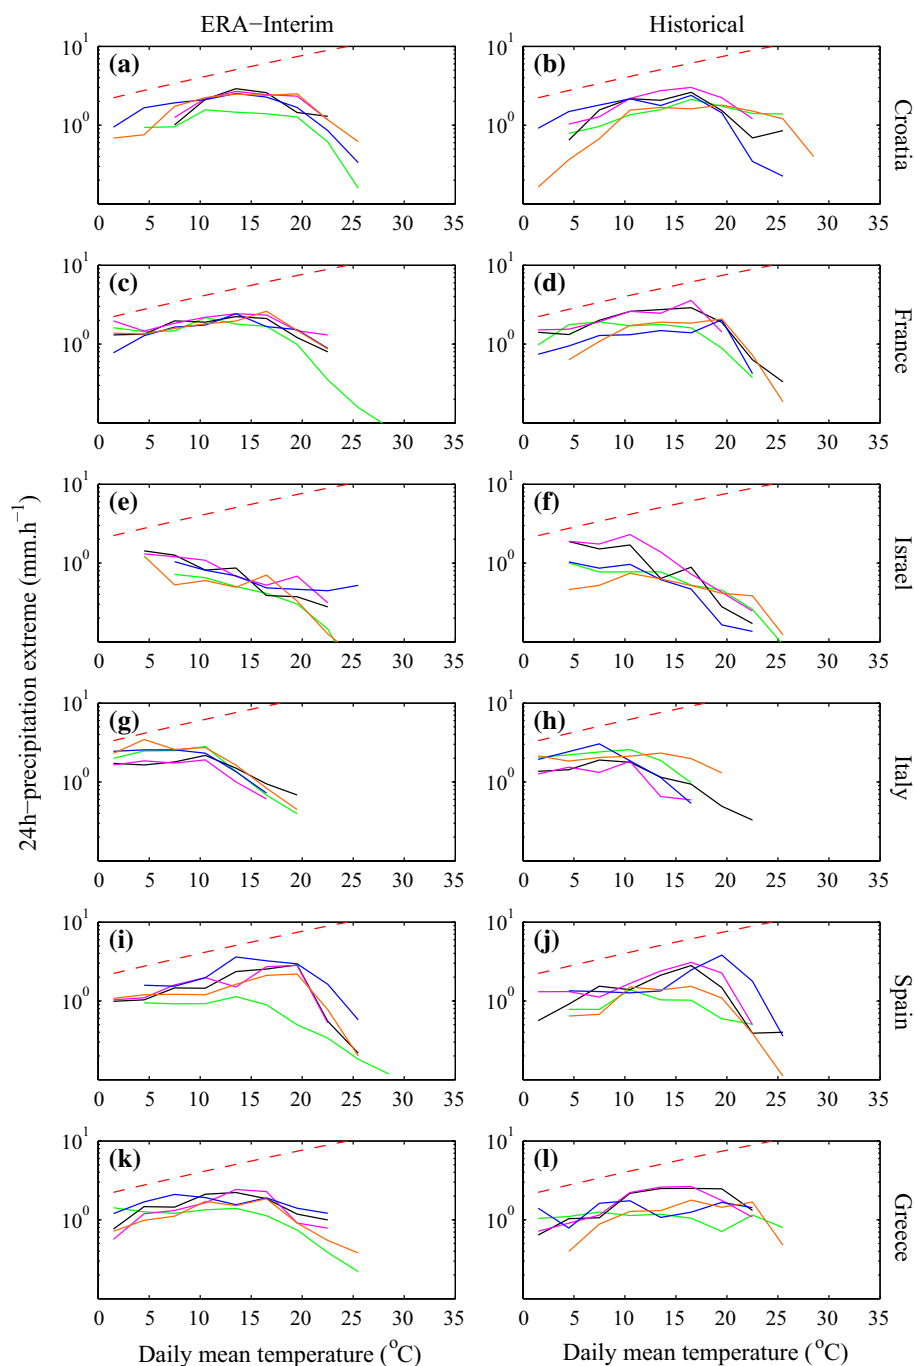 ERA−Interim Historical
(a) (b) Croatia
10^1 10^0 10^1 10^0
0 5 10 15 20 25 30 35 0 5 10 15 20 25 30 35
(c) (d) France
10^1 10^0 10^1 10^0
0 5 10 15 20 25 30 35 0 5 10 15 20 25 30 35
(e) (f) Israel
10^1 10^0 10^1 10^0
0 5 10 15 20 25 30 35 0 5 10 15 20 25 30 35
24h−precipitation extreme (mm.h^−1)
(g) (h) Italy
10^1 10^0 10^1 10^0
0 5 10 15 20 25 30 35 0 5 10 15 20 25 30 35
(i) (j) Spain
10^1 10^0 10^1 10^0
0 5 10 15 20 25 30 35 0 5 10 15 20 25 30 35
(k) (l) Greece
10^1 10^0 10^1 10^0
0 5 10 15 20 25 30 35 0 5 10 15 20 25 30 35
Daily mean temperature (°C) Daily mean temperature (°C)